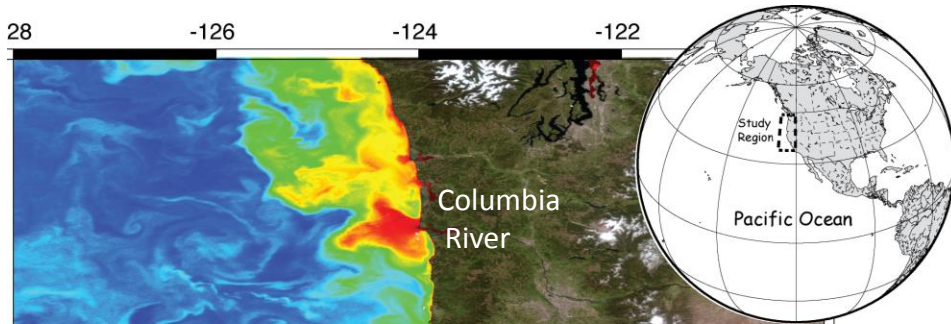 28 -126 -124 -122
Study
Region
Columbia
River
Pacific Ocean